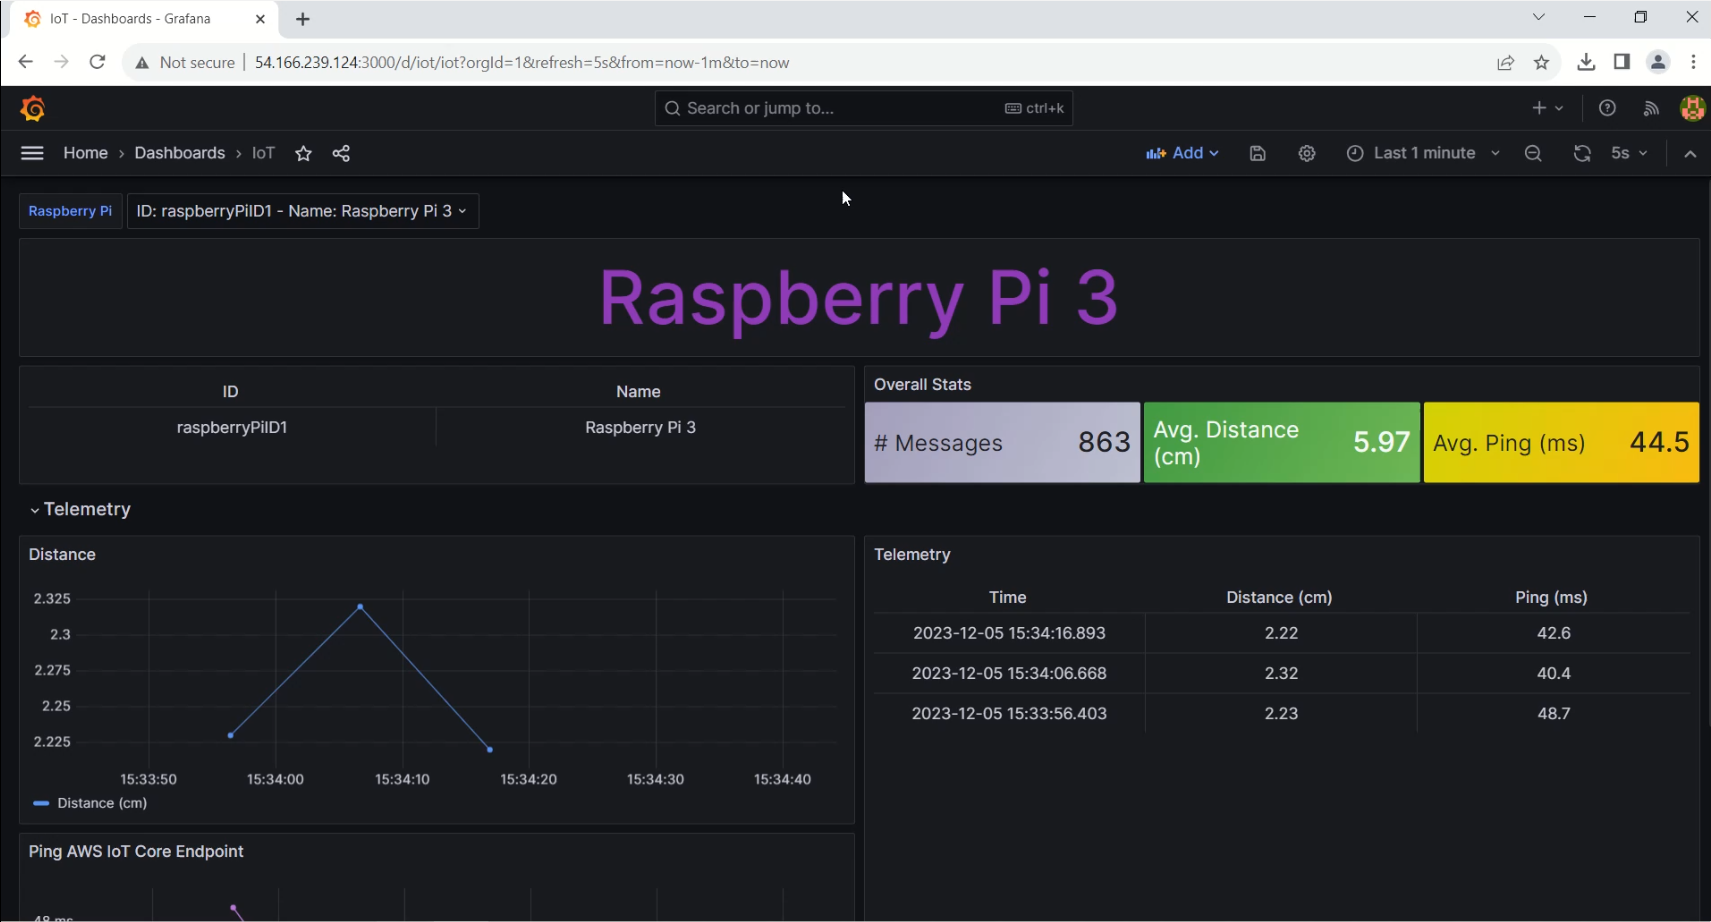 IoT - Dashboards - Grafana
Not secure | 54.166.239.124:3000/d/iot/iot?orgId=1&refresh=5s&from=now-1m&to=now
Search or jump to... ctrl+k
Home › Dashboards › IoT Add Last 1 minute 5s
Raspberry Pi ID: raspberryPiID1 - Name: Raspberry Pi 3
Raspberry Pi 3
ID Name
raspberryPiID1 Raspberry Pi 3
Overall Stats
# Messages 863
Avg. Distance
(cm) 5.97
Avg. Ping (ms) 44.5
Telemetry
Distance
2.325
2.3
2.275
2.25
2.225
15:33:50 15:34:00 15:34:10 15:34:20 15:34:30 15:34:40
Distance (cm)
Telemetry
Time Distance (cm) Ping (ms)
2023-12-05 15:34:16.893 2.22 42.6
2023-12-05 15:34:06.668 2.32 40.4
2023-12-05 15:33:56.403 2.23 48.7
Ping AWS IoT Core Endpoint
48 ms